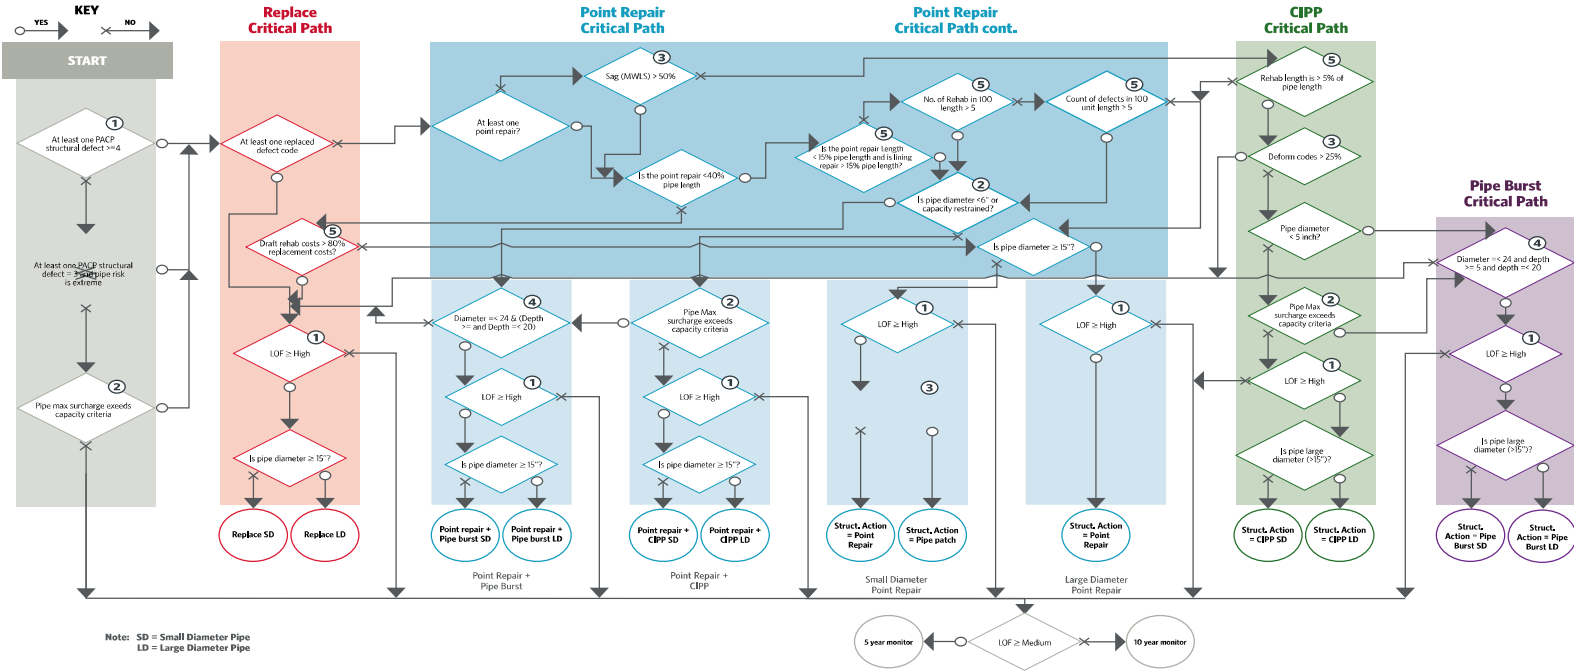 KEY
YES
NO
START
1
At least one PACP
structural defect >=4
At least one PACP structural
defect = 3 and pipe risk
is extreme
2
Pipe max surcharge exceeds
capacity criteria
Replace
Critical Path
At least one replaced
defect code
5
Draft rehab costs > 80%
replacement costs?
1
LOF ≥ High
Is pipe diameter ≥ 15"?
Replace SD
Replace LD
Point Repair
Critical Path
3
Sag (MWLS) > 50%
At least one
point repair?
Is the point repair <40%
pipe length
4
Diameter =< 24 & (Depth
>= and Depth =< 20)
1
LOF ≥ High
Is pipe diameter ≥ 15"?
Point repair +
Pipe burst SD
Point repair +
Pipe burst LD
Point Repair +
Pipe Burst
2
Pipe Max
surcharge exceeds
capacity criteria
1
LOF ≥ High
Is pipe diameter ≥ 15"?
Point repair +
CIPP SD
Point repair +
CIPP LD
Point Repair +
CIPP
Point Repair
Critical Path cont.
5
No. of Rehab in 100
length > 5
5
Count of defects in 100
unit length > 5
5
Is the point repair Length
< 15% pipe length and is lining
repair > 15% pipe length?
2
Is pipe diameter <6" or
capacity restrained?
Is pipe diameter ≥ 15"?
1
LOF ≥ High
3
Struct. Action
= Point
Repair
Struct. Action
= Pipe patch
Small Diameter
Point Repair
1
LOF ≥ High
Struct. Action
= Point
Repair
Large Diameter
Point Repair
CIPP
Critical Path
5
Rehab length is > 5% of
pipe length
3
Deform codes > 25%
Pipe diameter
< 5 inch?
2
Pipe Max
surcharge exceeds
capacity criteria
1
LOF ≥ High
Is pipe large
diameter (>15")?
Struct. Action
= CIPP SD
Struct. Action
= CIPP LD
Pipe Burst
Critical Path
4
Diameter =< 24 and depth
>= 5 and depth =< 20
1
LOF ≥ High
Is pipe large
diameter (>15")?
Struct.
Action = Pipe
Burst SD
Struct.
Action = Pipe
Burst LD
5 year monitor
LOF ≥ Medium
10 year monitor
Note: SD = Small Diameter Pipe
LD = Large Diameter Pipe